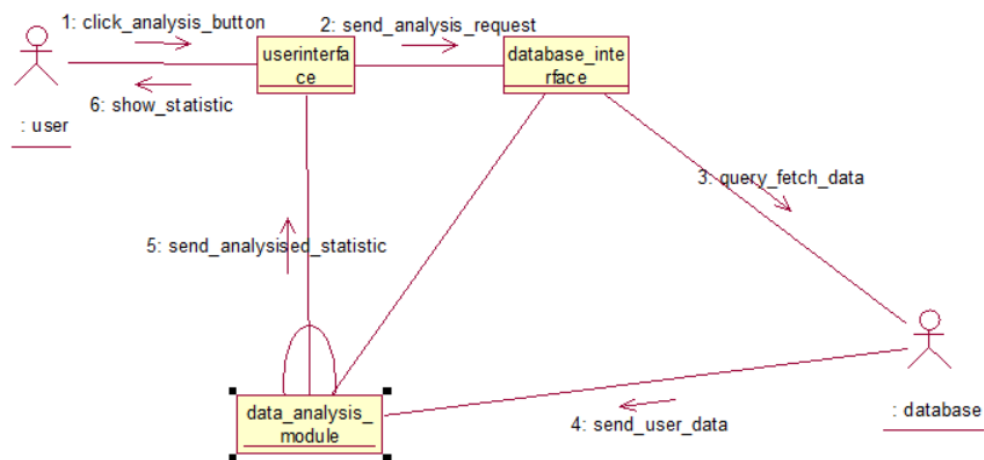 1: click_analysis_button
2: send_analysis_request
userinterfa
ce
database_inte
rface
6: show_statistic
: user
3: query_fetch_data
5: send_analysised_statistic
data_analysis_
module
4: send_user_data
: database